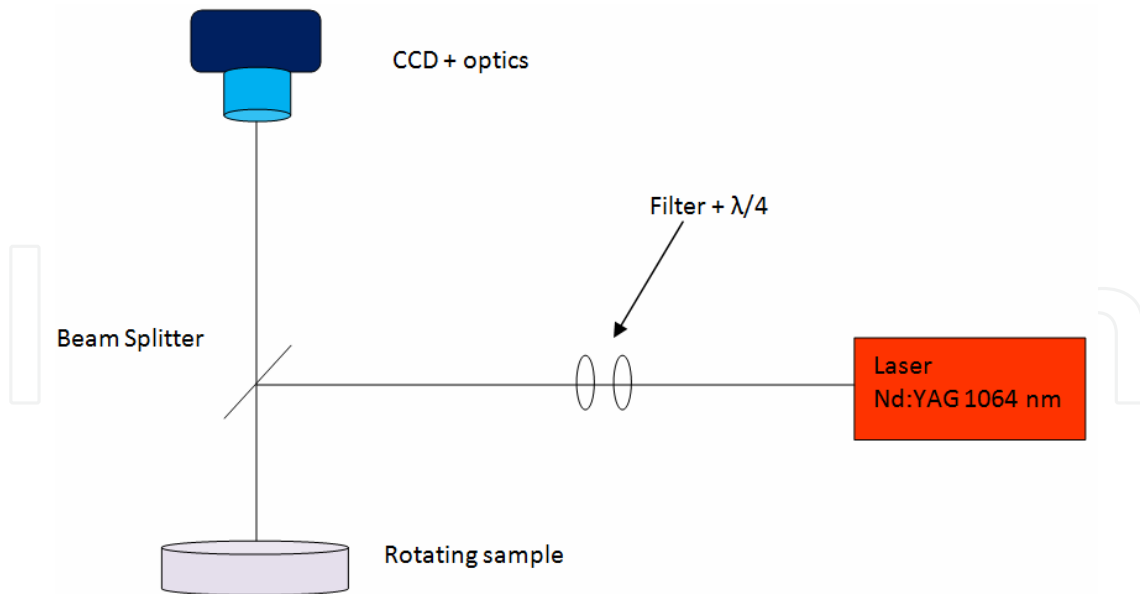 CCD + optics
Filter + λ/4
Beam Splitter
Laser
Nd:YAG 1064 nm
Rotating sample